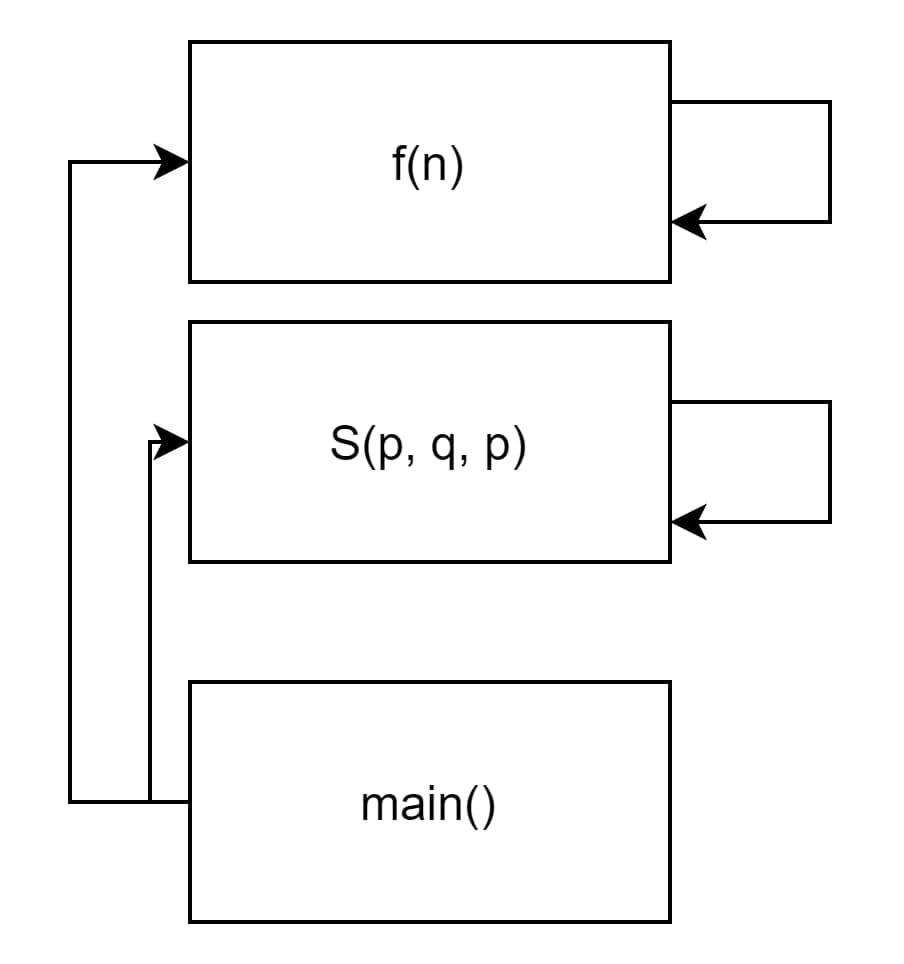 f(n)
S(p, q, p)
main()